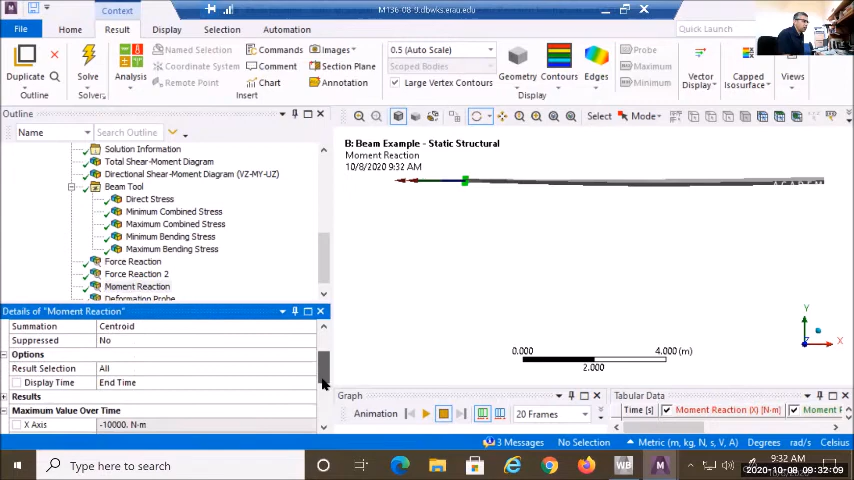 Context
M136-08-9.dbwks.erau.edu
File
Home
Result
Display
Selection
Automation
Quick Launch
Duplicate
Outline
Solve
Solver
Analysis
Named Selection
Coordinate System
Remote Point
Commands
Comment
Chart
Images
Section Plane
Annotation
Insert
0.5 (Auto Scale)
Large Vertex Contours
Geometry
Contours
Edges
Display
Probe
Maximum
Minimum
Vector
Display
Capped
Isosurface
Views
Outline
Name
Search Outline
Select
Mode
Solution Information
Total Shear-Moment Diagram
Directional Shear-Moment Diagram (VZ-MY-UZ)
Beam Tool
Direct Stress
Minimum Combined Stress
Maximum Combined Stress
Minimum Bending Stress
Maximum Bending Stress
Force Reaction
Force Reaction 2
Moment Reaction
Deformation Probe
B: Beam Example - Static Structural
Moment Reaction
10/8/2020 9:32 AM
Y
X
0.000
4.000 (m)
2.000
Details of "Moment Reaction"
Summation Centroid
Suppressed No
Options
Result Selection All
Display Time End Time
Results
Maximum Value Over Time
X Axis -10000. N-m
Graph
Animation
20 Frames
Tabular Data
Time [s]
Moment Reaction (X) [N-m]
Moment R
3 Messages
No Selection
Metric (m, kg, N, s, V, A)
Degrees
rad/s
Celsius
Type here to search
WB
M
9:32 AM
2020-10-08 09:32:09